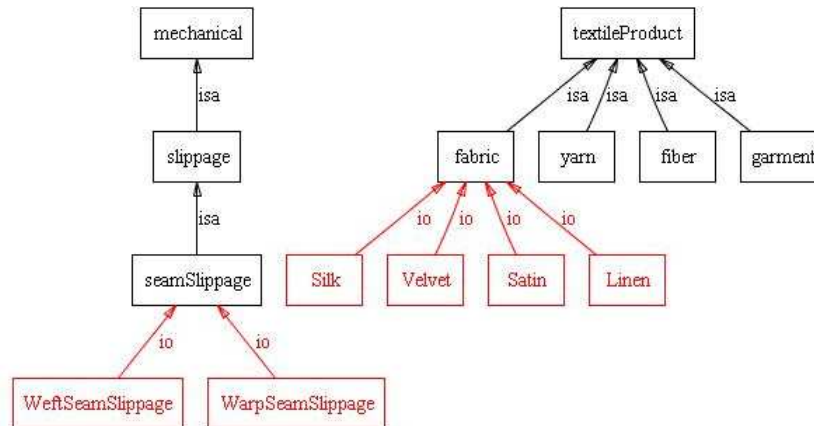 mechanical
textileProduct
isa
isa
isa
isa
isa
slippage
fabric
yarn
fiber
garment
isa
io
io
io
io
seamSlippage
Silk
Velvet
Satin
Linen
io
io
WeftSeamSlippage
WarpSeamSlippage